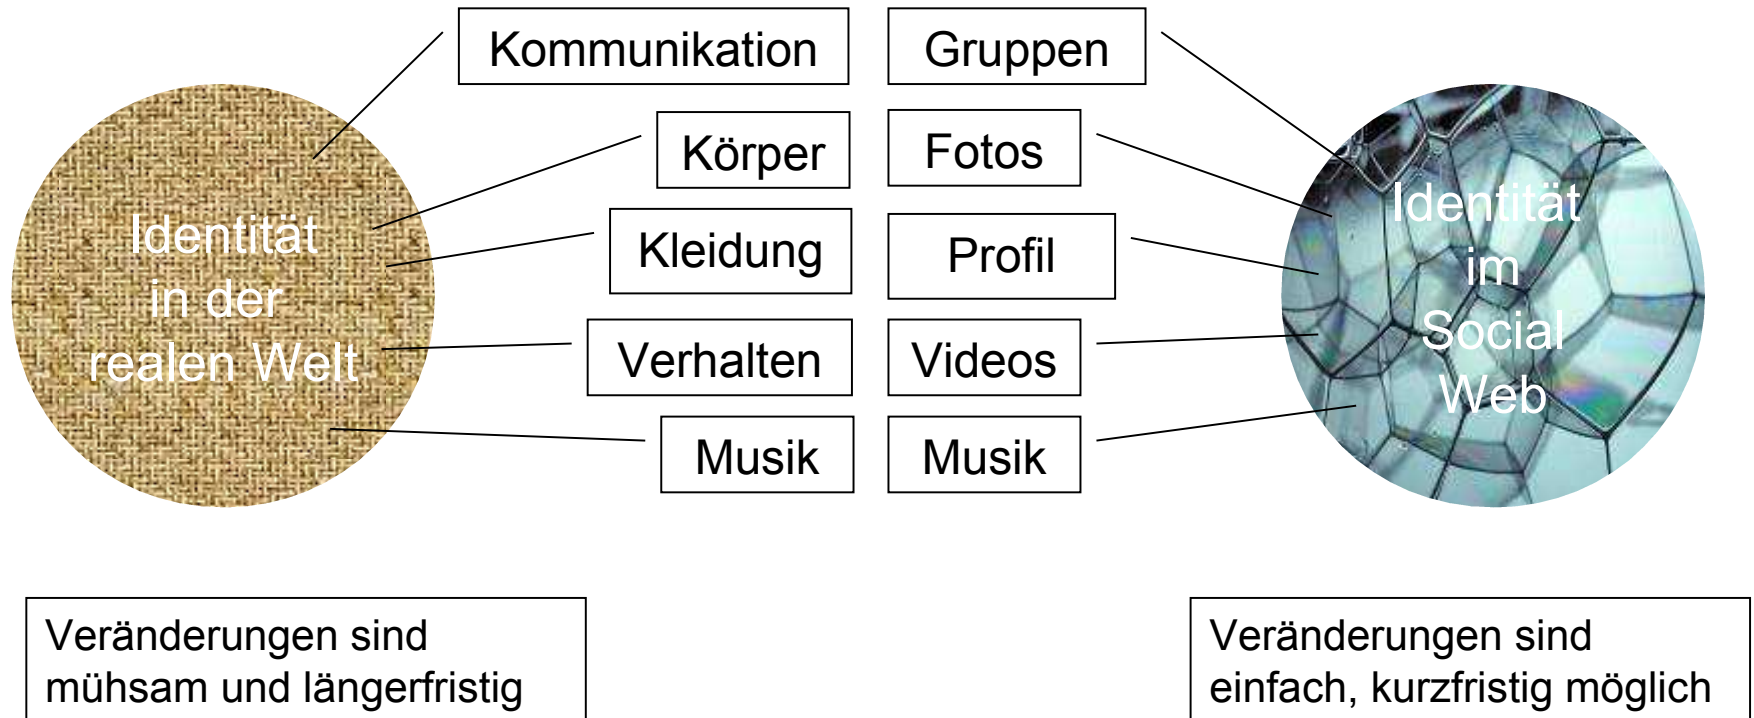 Kommunikation
Körper
Kleidung
Verhalten
Musik
Identität
in der
realen Welt
Gruppen
Fotos
Profil
Videos
Musik
Identität
im
Social
Web
Veränderungen sind
mühsam und längerfristig
Veränderungen sind
einfach, kurzfristig möglich